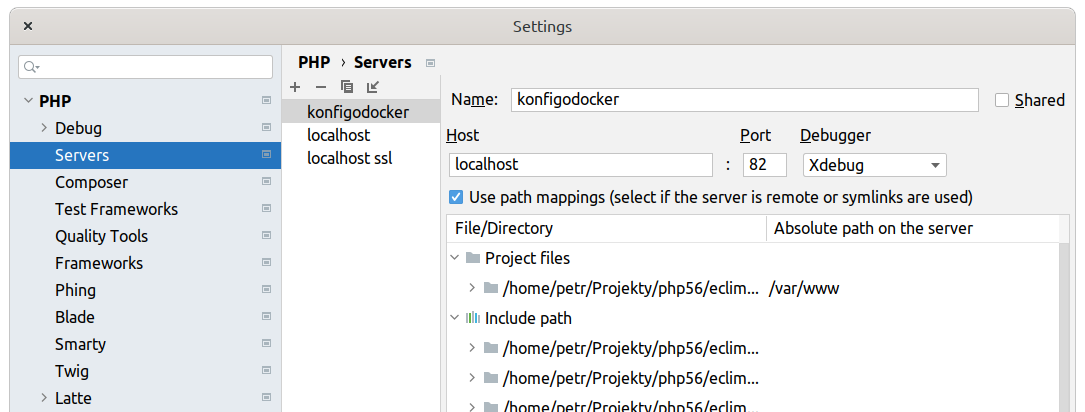 Settings
PHP › Servers
PHP
Debug
Servers
Composer
Test Frameworks
Quality Tools
Frameworks
Phing
Blade
Smarty
Twig
Latte
konfigodocker
localhost
localhost ssl
Name: konfigodocker Shared
Host Port Debugger
localhost : 82 Xdebug
Use path mappings (select if the server is remote or symlinks are used)
File/Directory Absolute path on the server
Project files
/home/petr/Projekty/php56/eclim... /var/www
Include path
/home/petr/Projekty/php56/eclim...
/home/petr/Projekty/php56/eclim...
/home/petr/Projekty/php56/eclim...